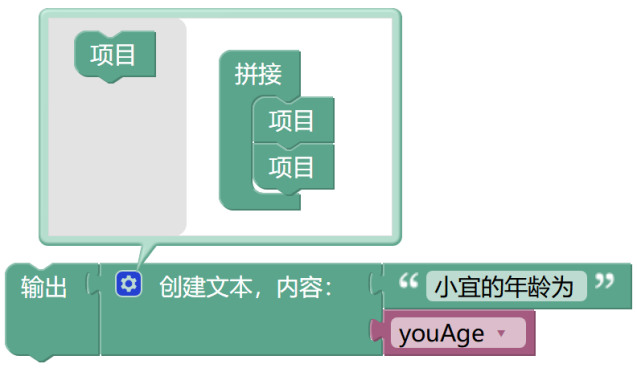 项目
拼接
项目
项目
输出 创建文本，内容： “ 小宜的年龄为 ”
youAge